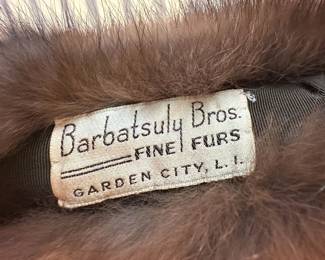 Barbatsuly Bros.
FINE FURS
GARDEN CITY, L. I.